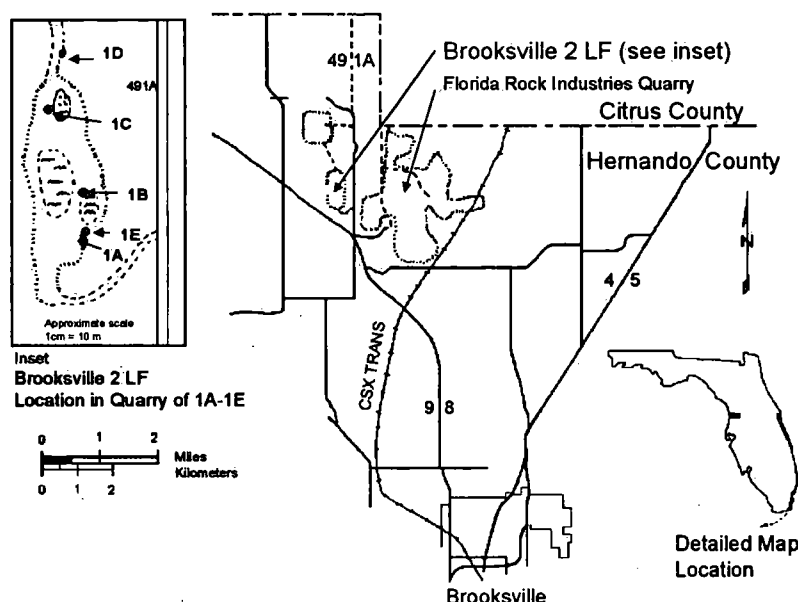 1D
491A
1C
1B
1E
1A
Approximate scale
1cm = 10 m
Inset
Brooksville 2 LF
Location in Quarry of 1A-1E
0 1 2
Miles
Kilometers
0 1 2
49 1A
Brooksville 2 LF (see inset)
Florida Rock Industries Quarry
Citrus County
Hernando County
N
4 5
CSX TRANS
9 8
Brooksville
Detailed Map
Location